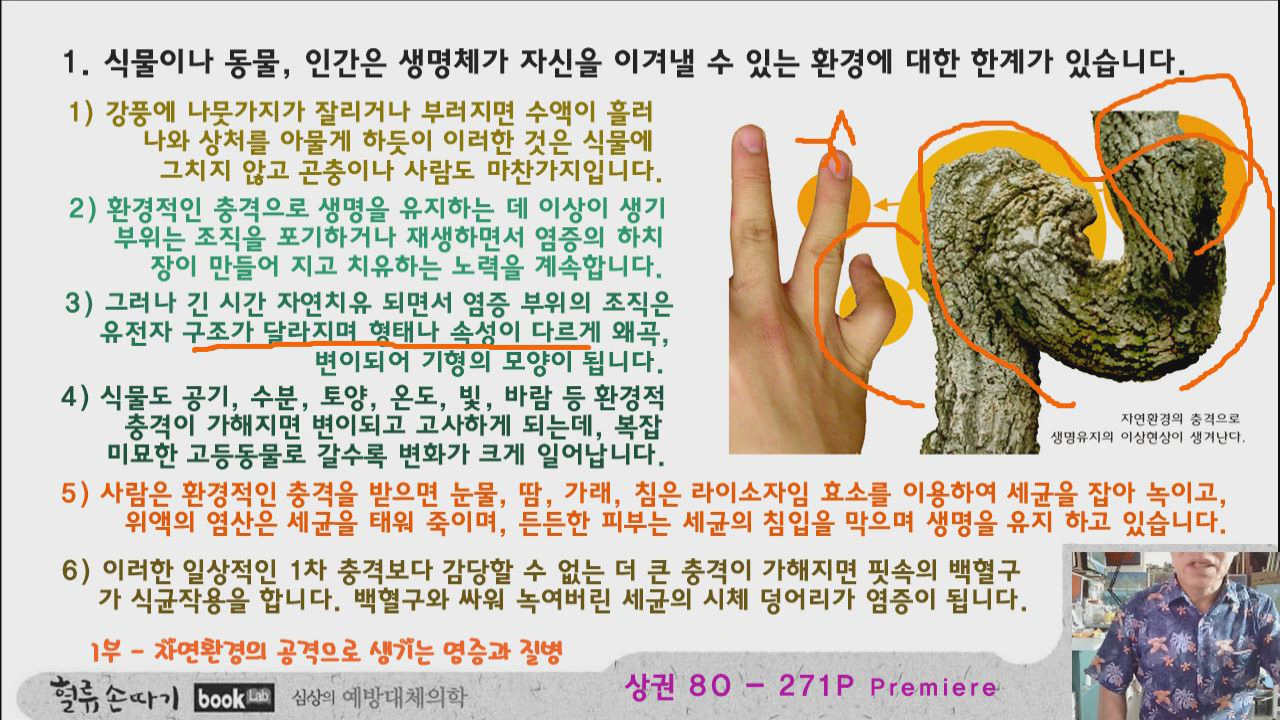 1. 식물이나 동물, 인간은 생명체가 자신을 이겨낼 수 있는 환경에 대한 한계가 있습니다.
1) 강풍에 나뭇가지가 잘리거나 부러지면 수액이 흘러
나와 상처를 아물게 하듯이 이러한 것은 식물에
그치지 않고 곤충이나 사람도 마찬가지입니다.
2) 환경적인 충격으로 생명을 유지하는 데 이상이 생기
부위는 조직을 포기하거나 재생하면서 염증의 하치
장이 만들어 지고 치유하는 노력을 계속합니다.
3) 그러나 긴 시간 자연치유 되면서 염증 부위의 조직은
유전자 구조가 달라지며 형태나 속성이 다르게 왜곡,
변이되어 기형의 모양이 됩니다.
4) 식물도 공기, 수분, 토양, 온도, 빛, 바람 등 환경적
충격이 가해지면 변이되고 고사하게 되는데, 복잡
미묘한 고등동물로 갈수록 변화가 크게 일어납니다.
자연환경의 충격으로
생명유지의 이상현상이 생겨난다.
5) 사람은 환경적인 충격을 받으면 눈물, 땀, 가래, 침은 라이소자임 효소를 이용하여 세균을 잡아 녹이고,
위액의 염산은 세균을 태워 죽이며, 든든한 피부는 세균의 침입을 막으며 생명을 유지 하고 있습니다.
6) 이러한 일상적인 1차 충격보다 감당할 수 없는 더 큰 충격이 가해지면 핏속의 백혈구
가 식균작용을 합니다. 백혈구와 싸워 녹여버린 세균의 시체 덩어리가 염증이 됩니다.
1부 - 자연환경의 공격으로 생기는 염증과 질병
혈류 손따기 book Lab 심상의 예방대체의학
상권 80 - 271P Premiere